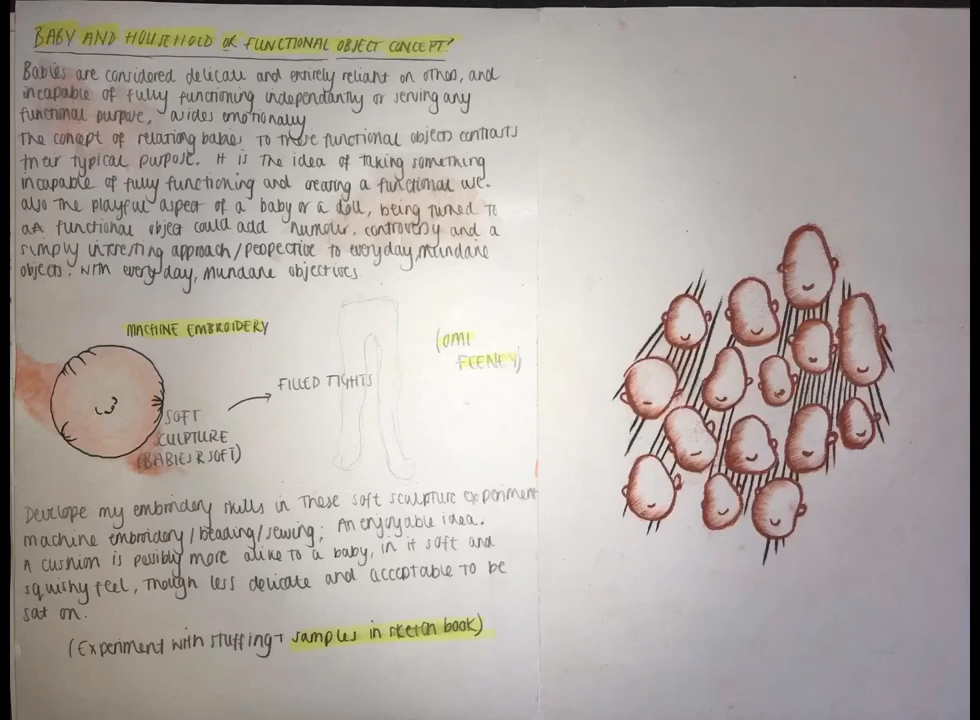 BABY AND HOUSEHOLD OR FUNCTIONAL OBJECT CONCEPT?
Babies are considered delicate and entirely reliant on others, and
incapable of fully functioning independantly or serving any
functional purpose, asides emotionally
The concept of relating babies to these functional objects contrasts
their typical purpose. It is the idea of taking something
incapable of fully functioning and creating a functional use.
also the playful aspect of a baby or a doll, being turned to
a functional object could add humour, controversy and a
simply intresting approach/pespective to everyday, mundane
objects, with every day, mundane objectives
MACHINE EMBROIDERY
(OMI
FEENEY)
FILLED TIGHTS
SOFT
SCULPTURE
(BABIES R SOFT)
Develope my embroidery skills in these soft sculpture experiment
machine embroidery/beading/sewing; An enjoyable idea.
A cushion is possibly more alike to a baby, in it soft and
squishy feel, though less delicate and acceptable to be
sat on.
(Experiment with stuffing + samples in sketch book)